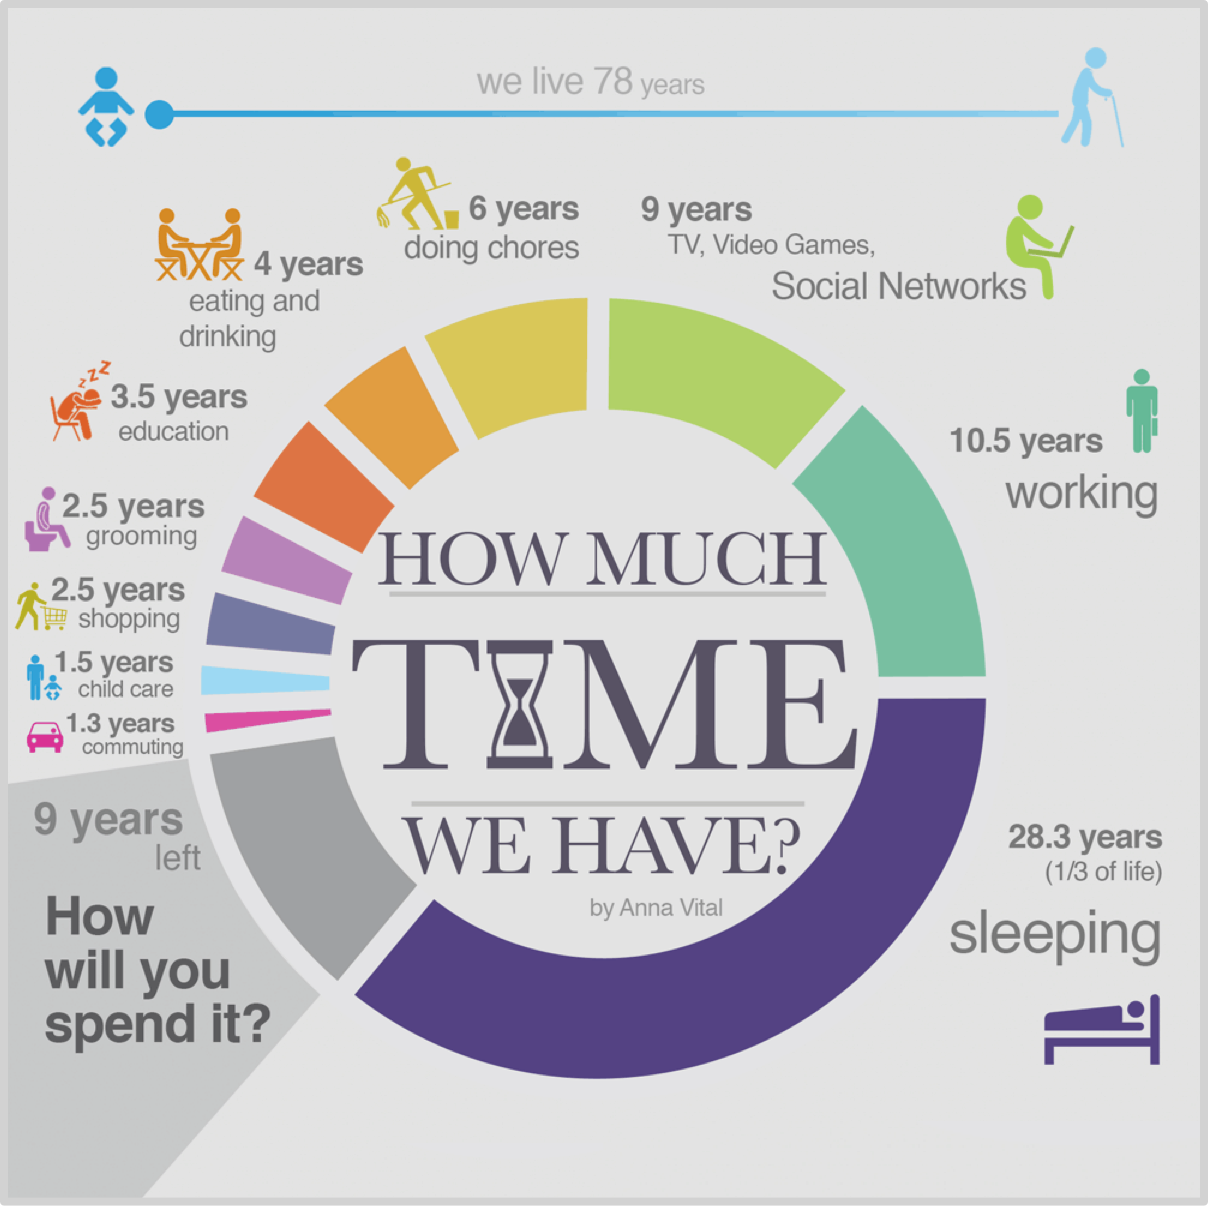 we live 78 years
6 years
doing chores
9 years
TV, Video Games,
Social Networks
4 years
eating and
drinking
zzz
3.5 years
education
10.5 years
working
2.5 years
grooming
2.5 years
shopping
1.5 years
child care
1.3 years
commuting
HOW MUCH
TIME
WE HAVE?
by Anna Vital
9 years
left
How
will you
spend it?
28.3 years
(1/3 of life)
sleeping